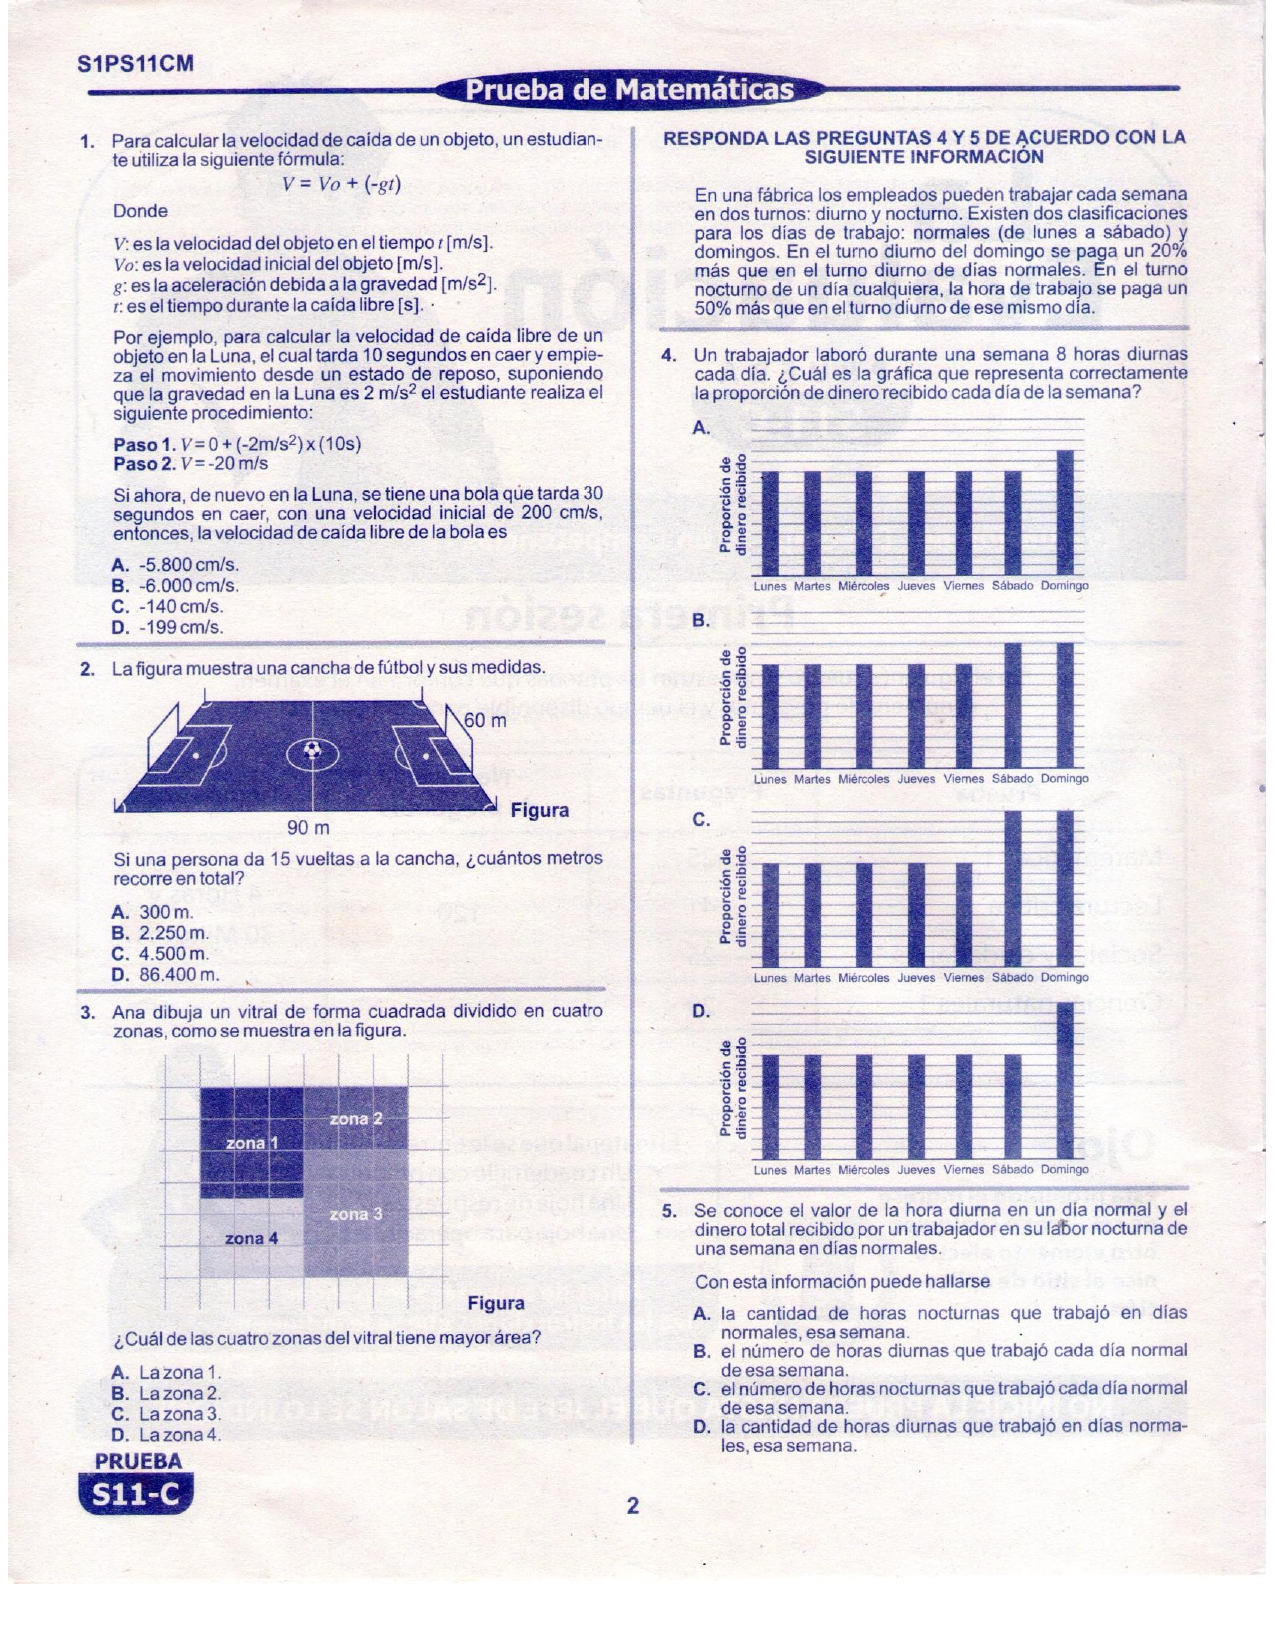 S1PS11CM
Prueba de Matemáticas
1. Para calcular la velocidad de caída de un objeto, un estudian-
te utiliza la siguiente fórmula:
V = Vo + (-gt)
Donde
V: es la velocidad del objeto en el tiempo t [m/s].
Vo: es la velocidad inicial del objeto [m/s].
g: es la aceleración debida a la gravedad [m/s²].
t: es el tiempo durante la caída libre [s].
Por ejemplo, para calcular la velocidad de caída libre de un
objeto en la Luna, el cual tarda 10 segundos en caer y empie-
za el movimiento desde un estado de reposo, suponiendo
que la gravedad en la Luna es 2 m/s² el estudiante realiza el
siguiente procedimiento:
Paso 1. V = 0 + (-2m/s²) x (10s)
Paso 2. V = -20 m/s
Si ahora, de nuevo en la Luna, se tiene una bola que tarda 30
segundos en caer, con una velocidad inicial de 200 cm/s,
entonces, la velocidad de caída libre de la bola es
A. -5.800 cm/s.
B. -6.000 cm/s.
C. -140 cm/s.
D. -199 cm/s.
2. La figura muestra una cancha de fútbol y sus medidas.
60 m
Figura
90 m
Si una persona da 15 vueltas a la cancha, ¿cuántos metros
recorre en total?
A. 300 m.
B. 2.250 m.
C. 4.500 m.
D. 86.400 m.
3. Ana dibuja un vitral de forma cuadrada dividido en cuatro
zonas, como se muestra en la figura.
zona 2
zona 1
zona 3
zona 4
Figura
¿Cuál de las cuatro zonas del vitral tiene mayor área?
A. La zona 1.
B. La zona 2.
C. La zona 3.
D. La zona 4.
PRUEBA
S11-C
RESPONDA LAS PREGUNTAS 4 Y 5 DE ACUERDO CON LA
SIGUIENTE INFORMACIÓN
En una fábrica los empleados pueden trabajar cada semana
en dos turnos: diurno y nocturno. Existen dos clasificaciones
para los días de trabajo: normales (de lunes a sábado) y
domingos. En el turno diurno del domingo se paga un 20%
más que en el turno diurno de días normales. En el turno
nocturno de un día cualquiera, la hora de trabajo se paga un
50% más que en el turno diurno de ese mismo día.
4. Un trabajador laboró durante una semana 8 horas diurnas
cada día. ¿Cuál es la gráfica que representa correctamente
la proporción de dinero recibido cada día de la semana?
A.
Proporción de
dinero recibido
Lunes Martes Miércoles Jueves Viernes Sábado Domingo
B.
Proporción de
dinero recibido
Lunes Martes Miércoles Jueves Viernes Sábado Domingo
C.
Proporción de
dinero recibido
Lunes Martes Miércoles Jueves Viernes Sábado Domingo
D.
Proporción de
dinero recibido
Lunes Martes Miércoles Jueves Viernes Sábado Domingo
5. Se conoce el valor de la hora diurna en un día normal y el
dinero total recibido por un trabajador en su labor nocturna de
una semana en días normales.
Con esta información puede hallarse
A. la cantidad de horas nocturnas que trabajó en días
normales, esa semana.
B. el número de horas diurnas que trabajó cada día normal
de esa semana.
C. el número de horas nocturnas que trabajó cada día normal
de esa semana.
D. la cantidad de horas diurnas que trabajó en días norma-
les, esa semana.
2